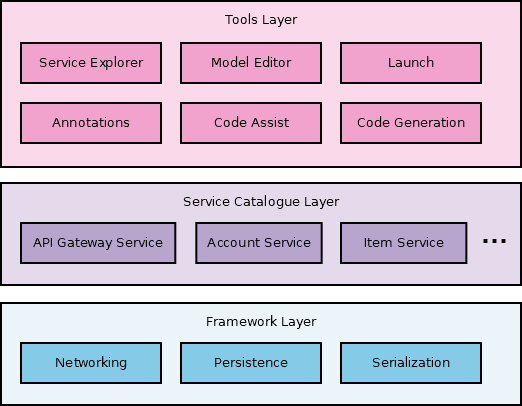 Tools Layer
Service Explorer Model Editor Launch
Annotations Code Assist Code Generation
Service Catalogue Layer
API Gateway Service Account Service Item Service ...
Framework Layer
Networking Persistence Serialization